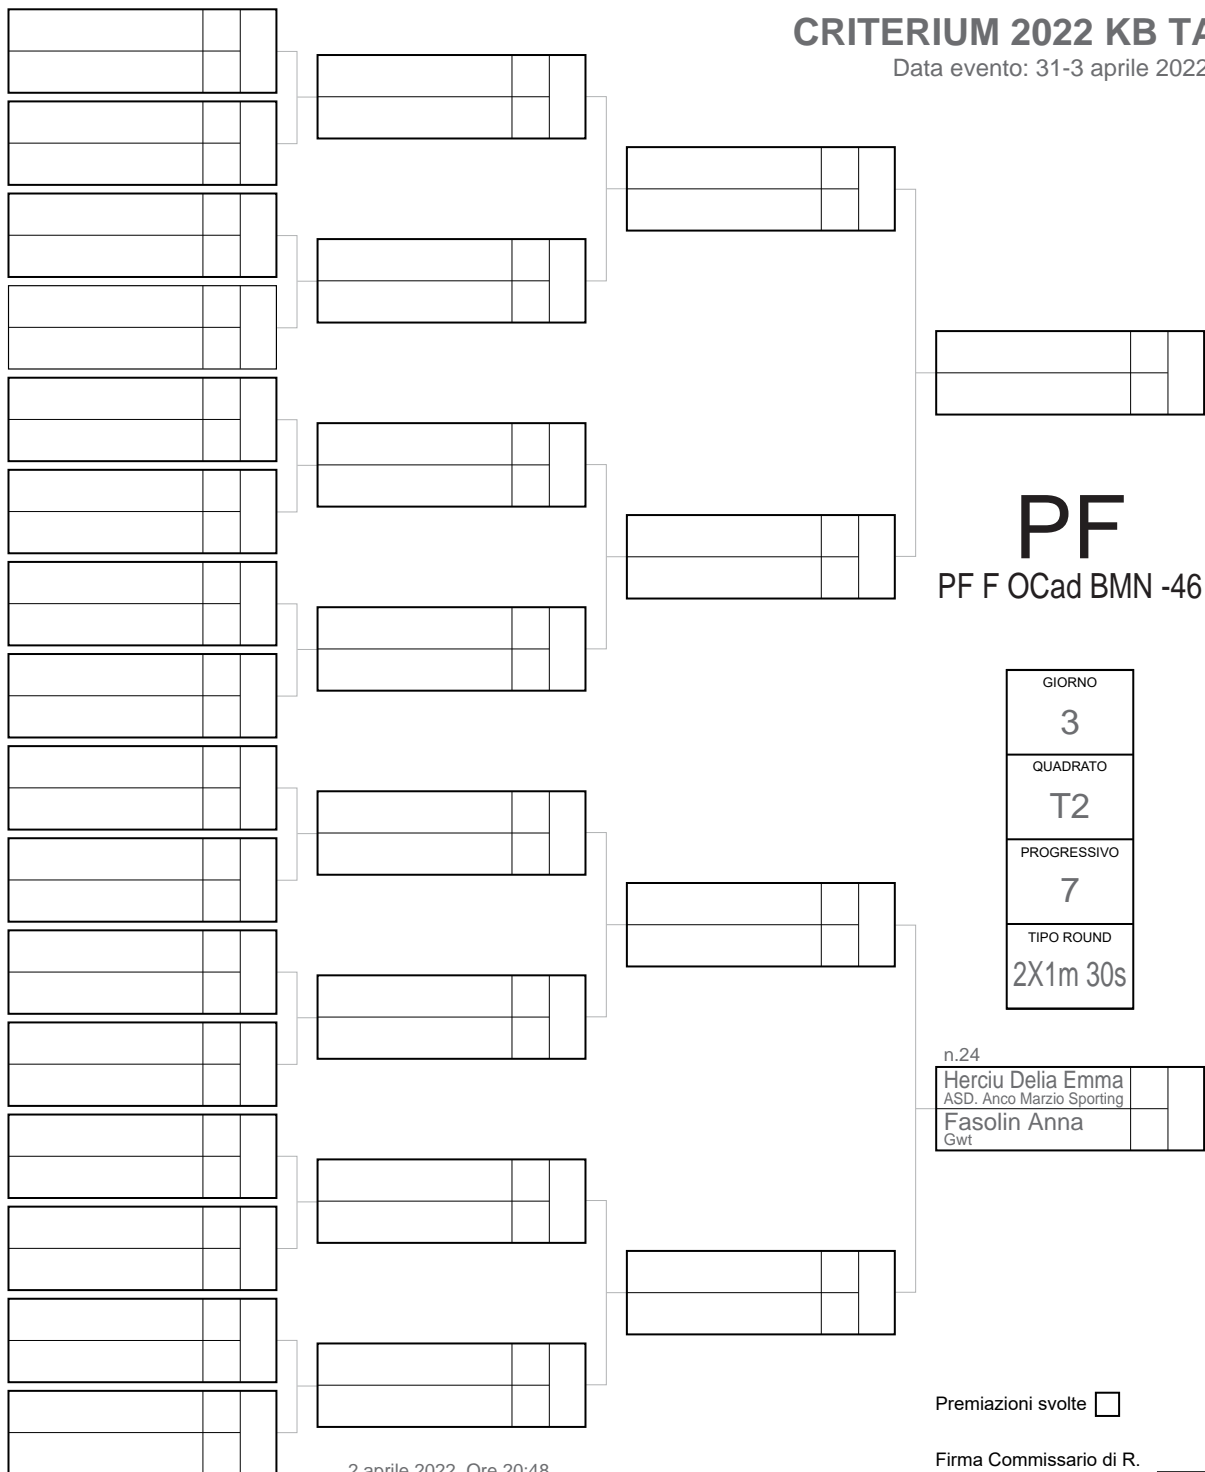 CRITERIUM 2022 KB TA
Data evento: 31-3 aprile 2022
PF
PF F OCad BMN -46
GIORNO
3
QUADRATO
T2
PROGRESSIVO
7
TIPO ROUND
2X1m 30s
n.24
Herciu Delia Emma
ASD. Anco Marzio Sporting
Fasolin Anna
Gwt
Premiazioni svolte
Firma Commissario di R.
2 aprile 2022, Ore 20:48